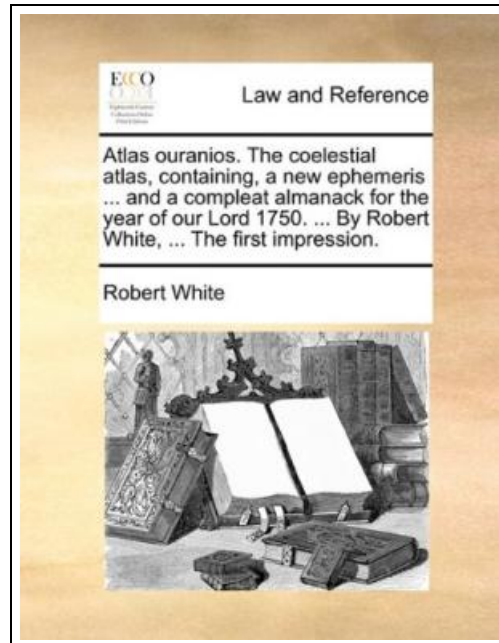 ECCO
Law and Reference
Atlas ouranios. The coelestial
atlas, containing, a new ephemeris
... and a compleat almanack for the
year of our Lord 1750. ... By Robert
White, ... The first impression.
Robert White